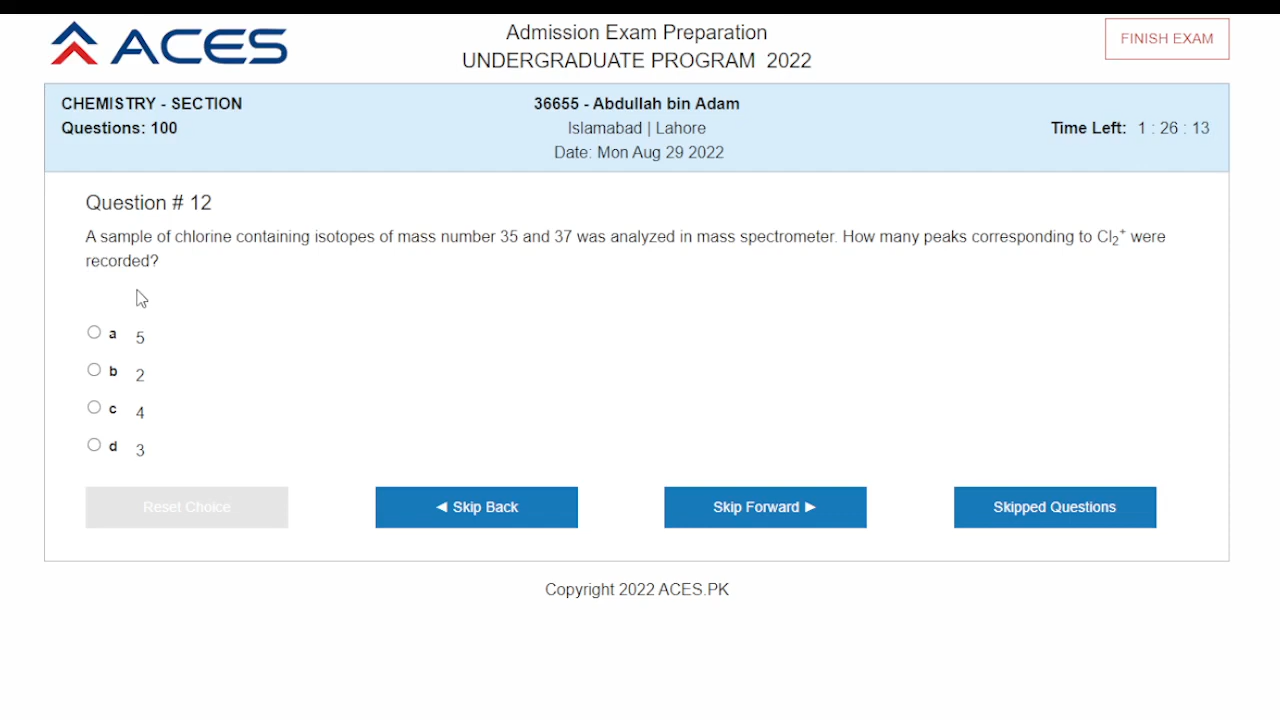 ACES
Admission Exam Preparation
UNDERGRADUATE PROGRAM 2022
FINISH EXAM
CHEMISTRY - SECTION
Questions: 100
36655 - Abdullah bin Adam
Islamabad | Lahore
Date: Mon Aug 29 2022
Time Left: 1 : 26 : 13
Question # 12
A sample of chlorine containing isotopes of mass number 35 and 37 was analyzed in mass spectrometer. How many peaks corresponding to Cl₂⁺ were
recorded?
a 5
b 2
c 4
d 3
Reset Choice
◄ Skip Back
Skip Forward ►
Skipped Questions
Copyright 2022 ACES.PK